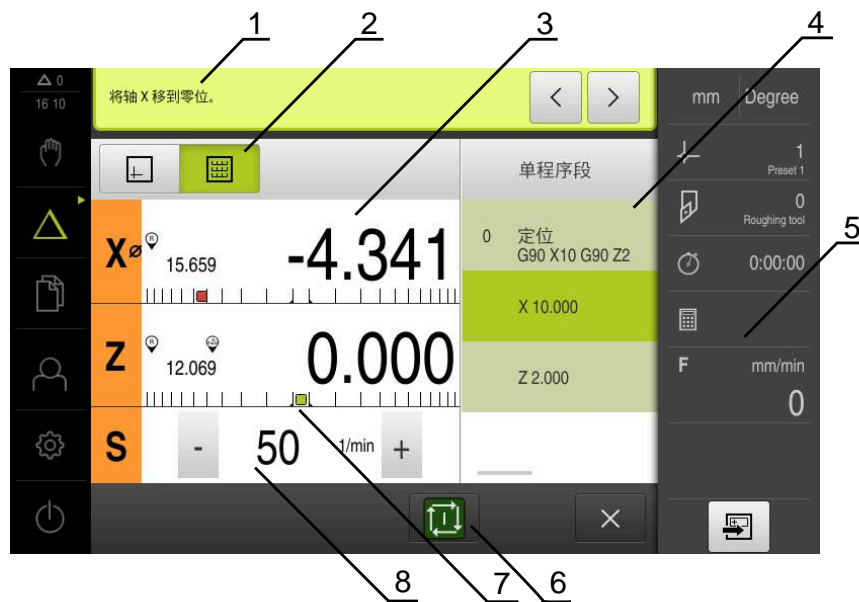 1
2
3
4
△ 0
16 10
将轴 X 移到零位。
< >
mm Degree
单程序段
1
Preset 1
0
Roughing tool
5
X⌀ R 15.659 -4.341
0 定位
G90 X10 G90 Z2
0:00:00
X 10.000
Z R 12.069 0.000
Z 2.000
F mm/min
0
S - 50 1/min +
8
7
6